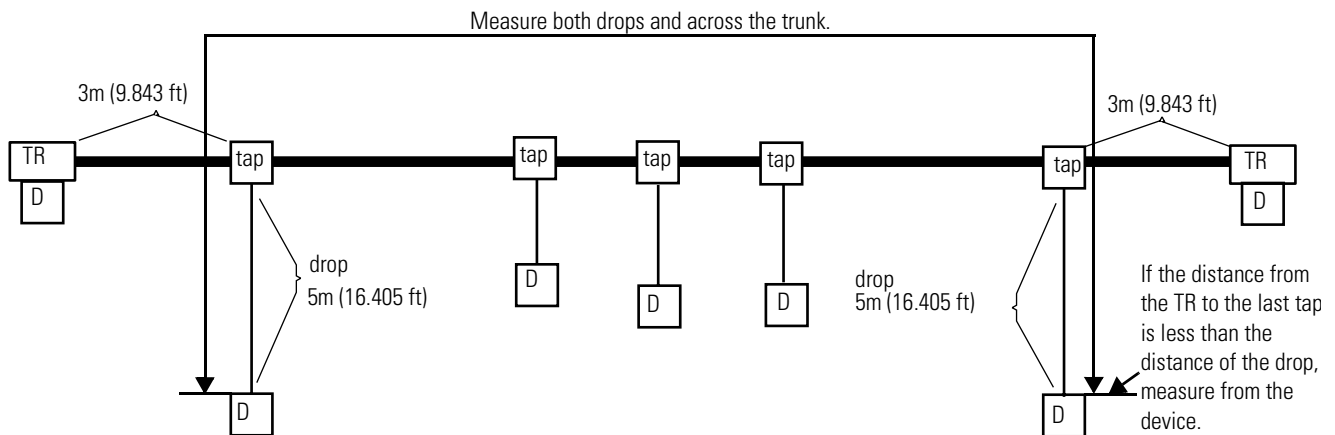 Measure both drops and across the trunk.
3m (9.843 ft)
3m (9.843 ft)
TR
tap
tap
tap
tap
tap
TR
D
D
drop
5m (16.405 ft)
D
D
D
drop
5m (16.405 ft)
If the distance from
the TR to the last tap
is less than the
distance of the drop,
measure from the
device.
D
D